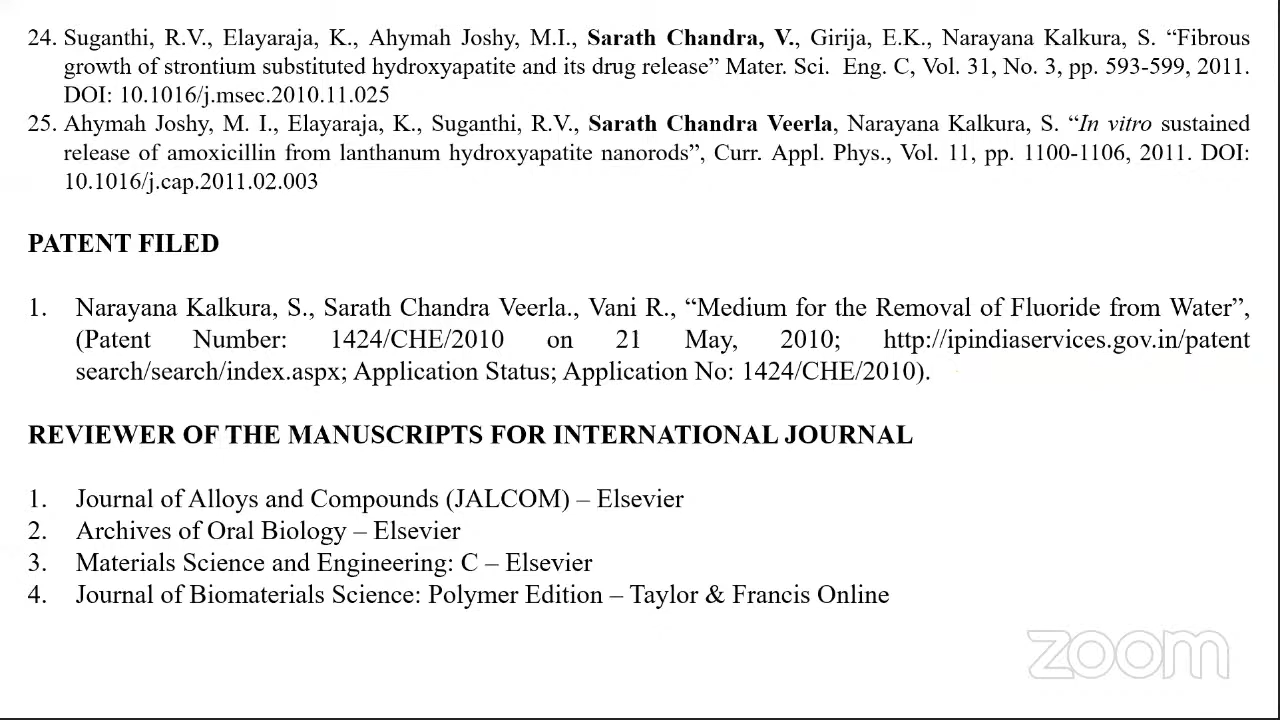 24. Suganthi, R.V., Elayaraja, K., Ahymah Joshy, M.I., Sarath Chandra, V., Girija, E.K., Narayana Kalkura, S. “Fibrous
growth of strontium substituted hydroxyapatite and its drug release” Mater. Sci. Eng. C, Vol. 31, No. 3, pp. 593-599, 2011.
DOI: 10.1016/j.msec.2010.11.025
25. Ahymah Joshy, M. I., Elayaraja, K., Suganthi, R.V., Sarath Chandra Veerla, Narayana Kalkura, S. “In vitro sustained
release of amoxicillin from lanthanum hydroxyapatite nanorods”, Curr. Appl. Phys., Vol. 11, pp. 1100-1106, 2011. DOI:
10.1016/j.cap.2011.02.003
PATENT FILED
1. Narayana Kalkura, S., Sarath Chandra Veerla., Vani R., “Medium for the Removal of Fluoride from Water”,
(Patent Number: 1424/CHE/2010 on 21 May, 2010; http://ipindiaservices.gov.in/patent
search/search/index.aspx; Application Status; Application No: 1424/CHE/2010).
REVIEWER OF THE MANUSCRIPTS FOR INTERNATIONAL JOURNAL
1. Journal of Alloys and Compounds (JALCOM) – Elsevier
2. Archives of Oral Biology – Elsevier
3. Materials Science and Engineering: C – Elsevier
4. Journal of Biomaterials Science: Polymer Edition – Taylor & Francis Online
zoom